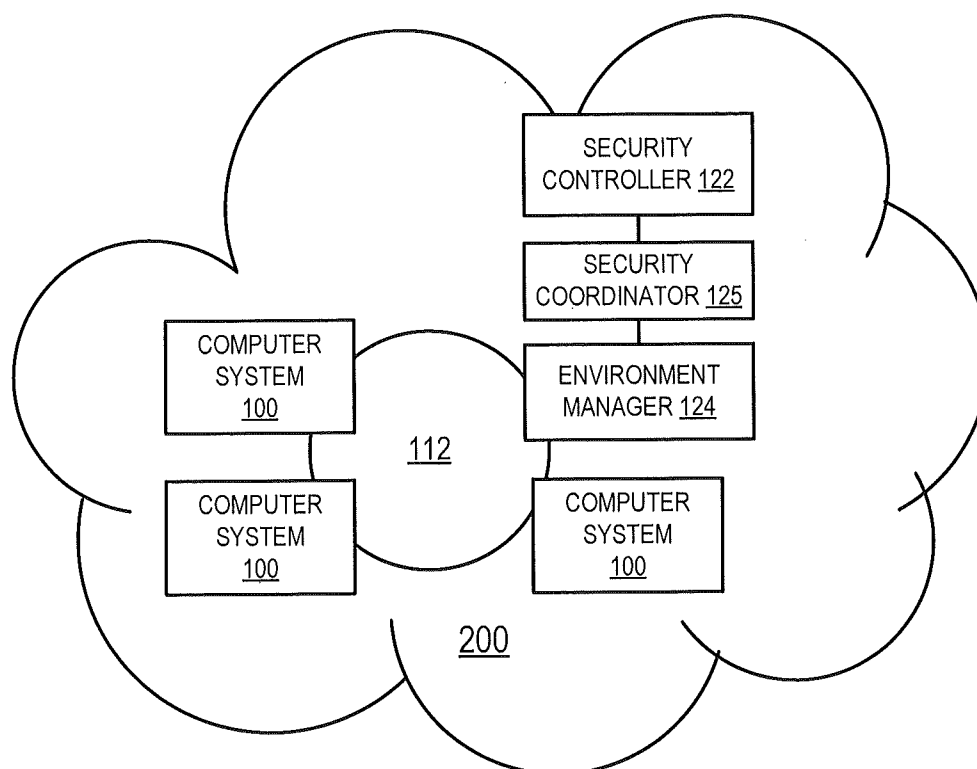 SECURITY
CONTROLLER 122
SECURITY
COORDINATOR 125
COMPUTER
SYSTEM
100
ENVIRONMENT
MANAGER 124
112
COMPUTER
SYSTEM
100
COMPUTER
SYSTEM
100
200